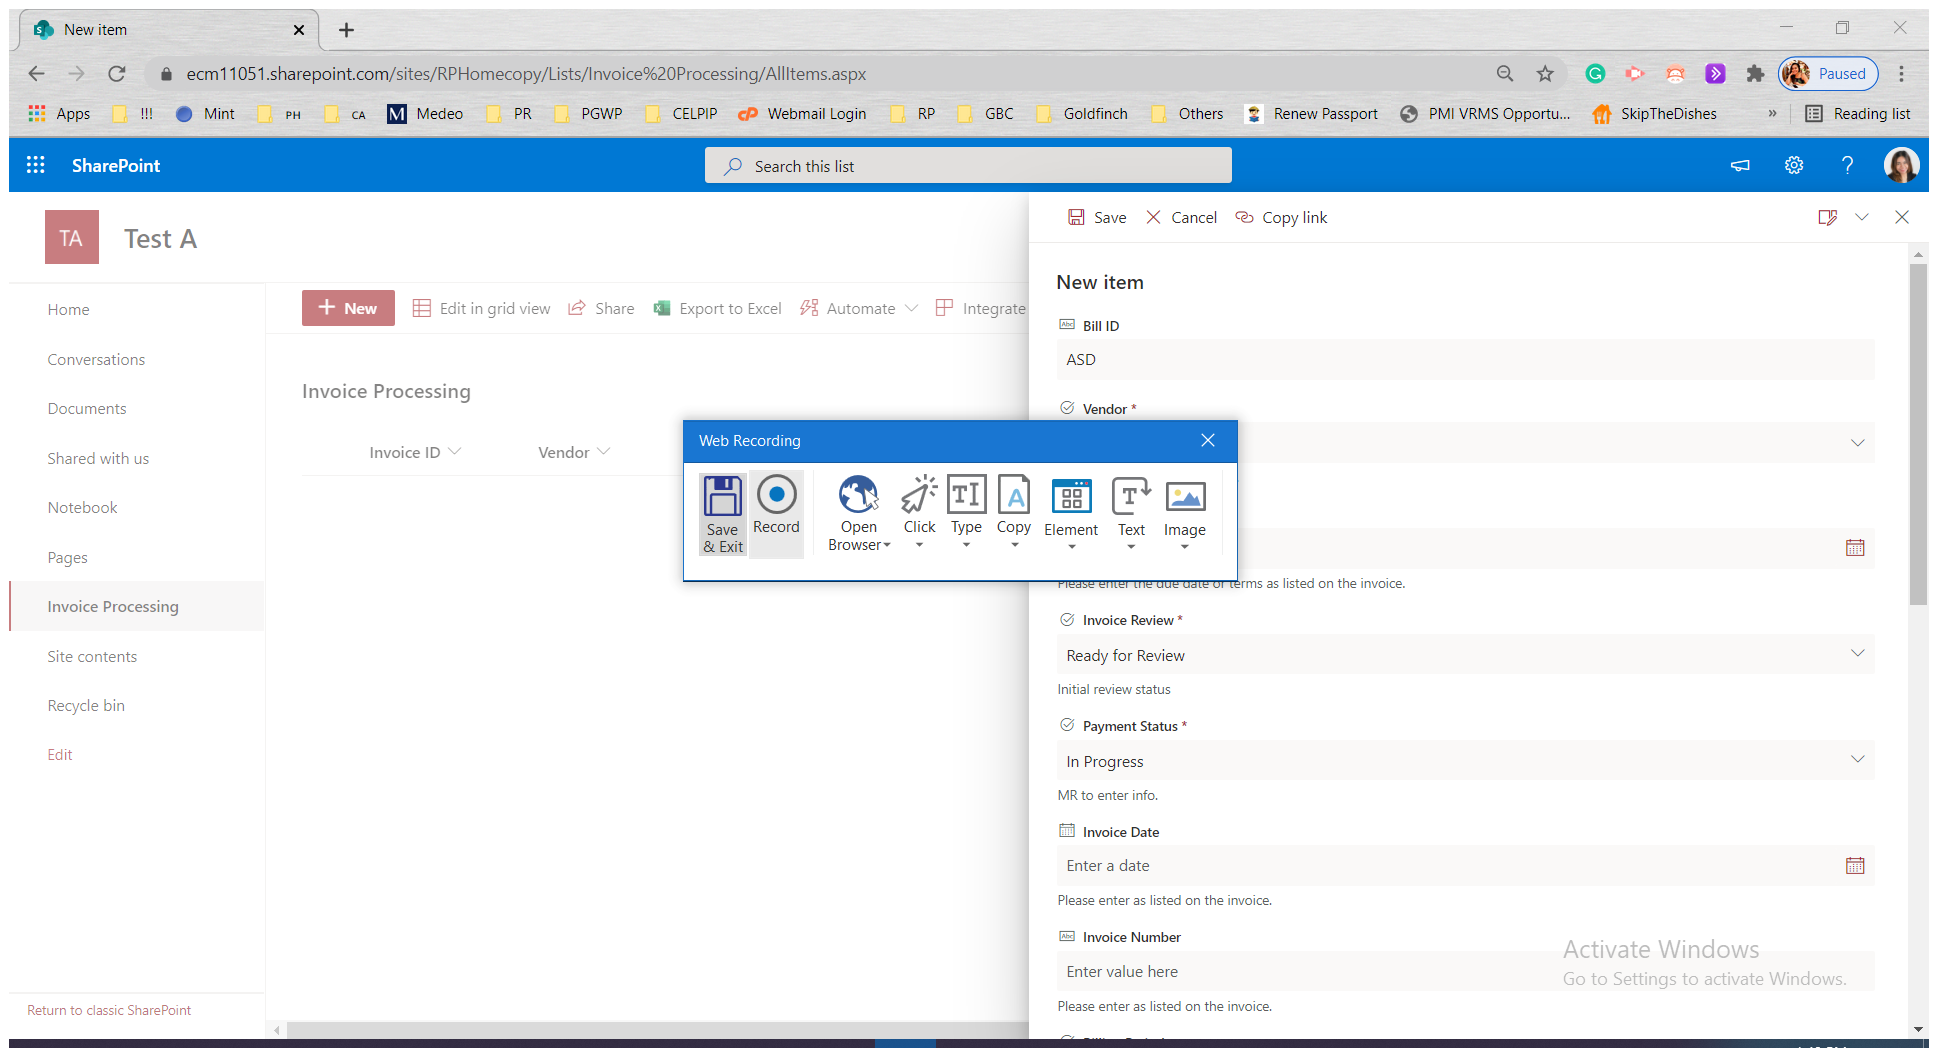 New item
ecm11051.sharepoint.com/sites/RPHomecopy/Lists/Invoice%20Processing/AllItems.aspx
Paused
Apps !!! Mint PH CA Medeo PR PGWP CELPIP Webmail Login RP GBC Goldfinch Others Renew Passport PMI VRMS Opportu... SkipTheDishes » Reading list
SharePoint
Search this list
TA
Test A
Home
Conversations
Documents
Shared with us
Notebook
Pages
Invoice Processing
Site contents
Recycle bin
Edit
Return to classic SharePoint
New Edit in grid view Share Export to Excel Automate Integrate
Invoice Processing
Invoice ID Vendor
Web Recording
Save & Exit
Record
Open Browser
Click
Type
Copy
Element
Text
Image
Save Cancel Copy link
New item
Bill ID
ASD
Vendor *
Please enter the due date or terms as listed on the invoice.
Invoice Review *
Ready for Review
Initial review status
Payment Status *
In Progress
MR to enter info.
Invoice Date
Enter a date
Please enter as listed on the invoice.
Invoice Number
Enter value here
Please enter as listed on the invoice.
Activate Windows
Go to Settings to activate Windows.